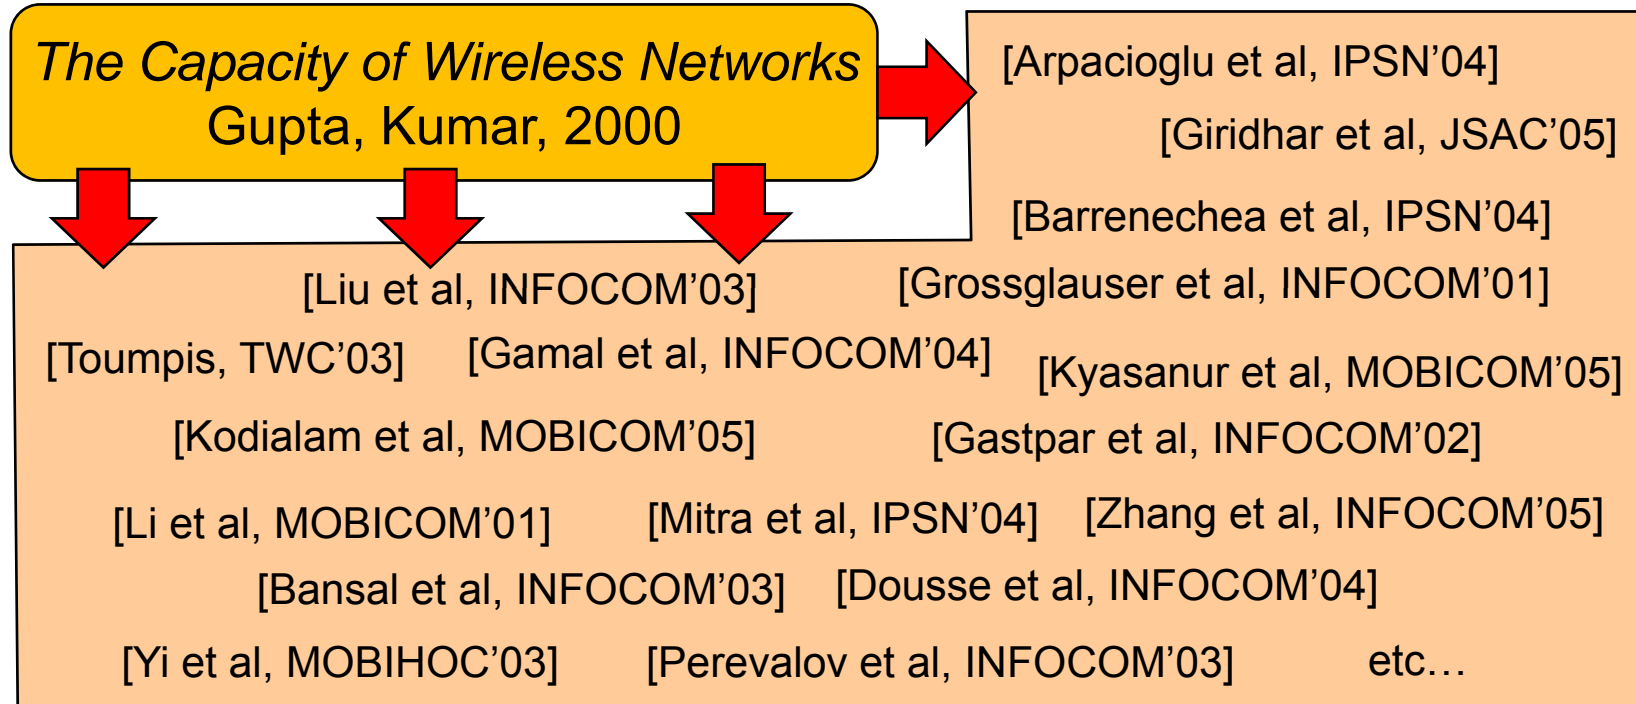 The Capacity of Wireless Networks
Gupta, Kumar, 2000
[Arpacioglu et al, IPSN’04]
[Giridhar et al, JSAC’05]
[Barrenechea et al, IPSN’04]
[Liu et al, INFOCOM’03]
[Grossglauser et al, INFOCOM’01]
[Toumpis, TWC’03]
[Gamal et al, INFOCOM’04]
[Kyasanur et al, MOBICOM’05]
[Kodialam et al, MOBICOM’05]
[Gastpar et al, INFOCOM’02]
[Li et al, MOBICOM’01]
[Mitra et al, IPSN’04]
[Zhang et al, INFOCOM’05]
[Bansal et al, INFOCOM’03]
[Dousse et al, INFOCOM’04]
[Yi et al, MOBIHOC’03]
[Perevalov et al, INFOCOM’03]
etc…